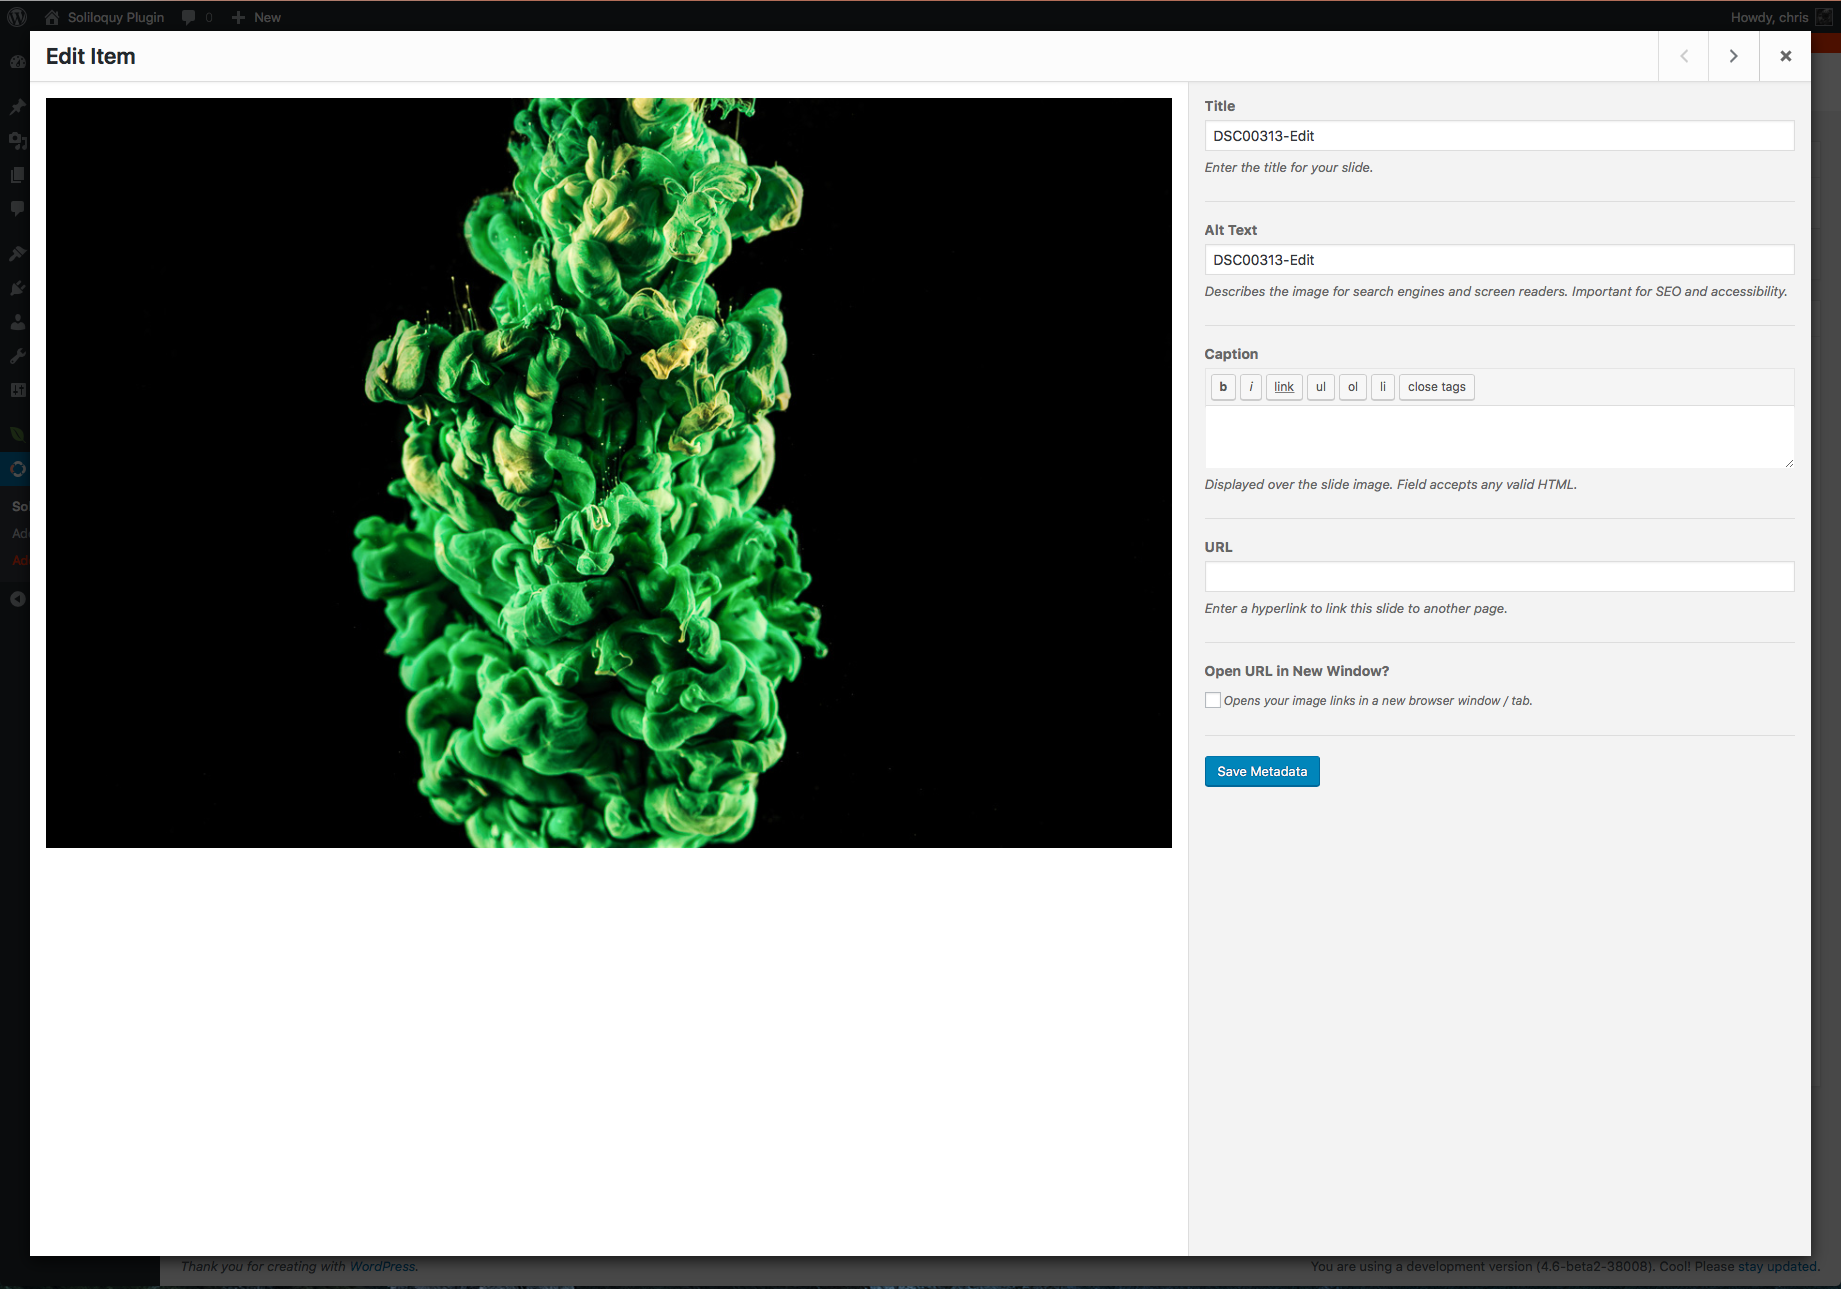 Soliloquy Plugin 0 New Howdy, chris
Edit Item
Title
DSC00313-Edit
Enter the title for your slide.
Alt Text
DSC00313-Edit
Describes the image for search engines and screen readers. Important for SEO and accessibility.
Caption
b i link ul ol li close tags
Displayed over the slide image. Field accepts any valid HTML.
URL
Enter a hyperlink to link this slide to another page.
Open URL in New Window?
Opens your image links in a new browser window / tab.
Save Metadata
Thank you for creating with WordPress.
You are using a development version (4.6-beta2-38008). Cool! Please stay updated.